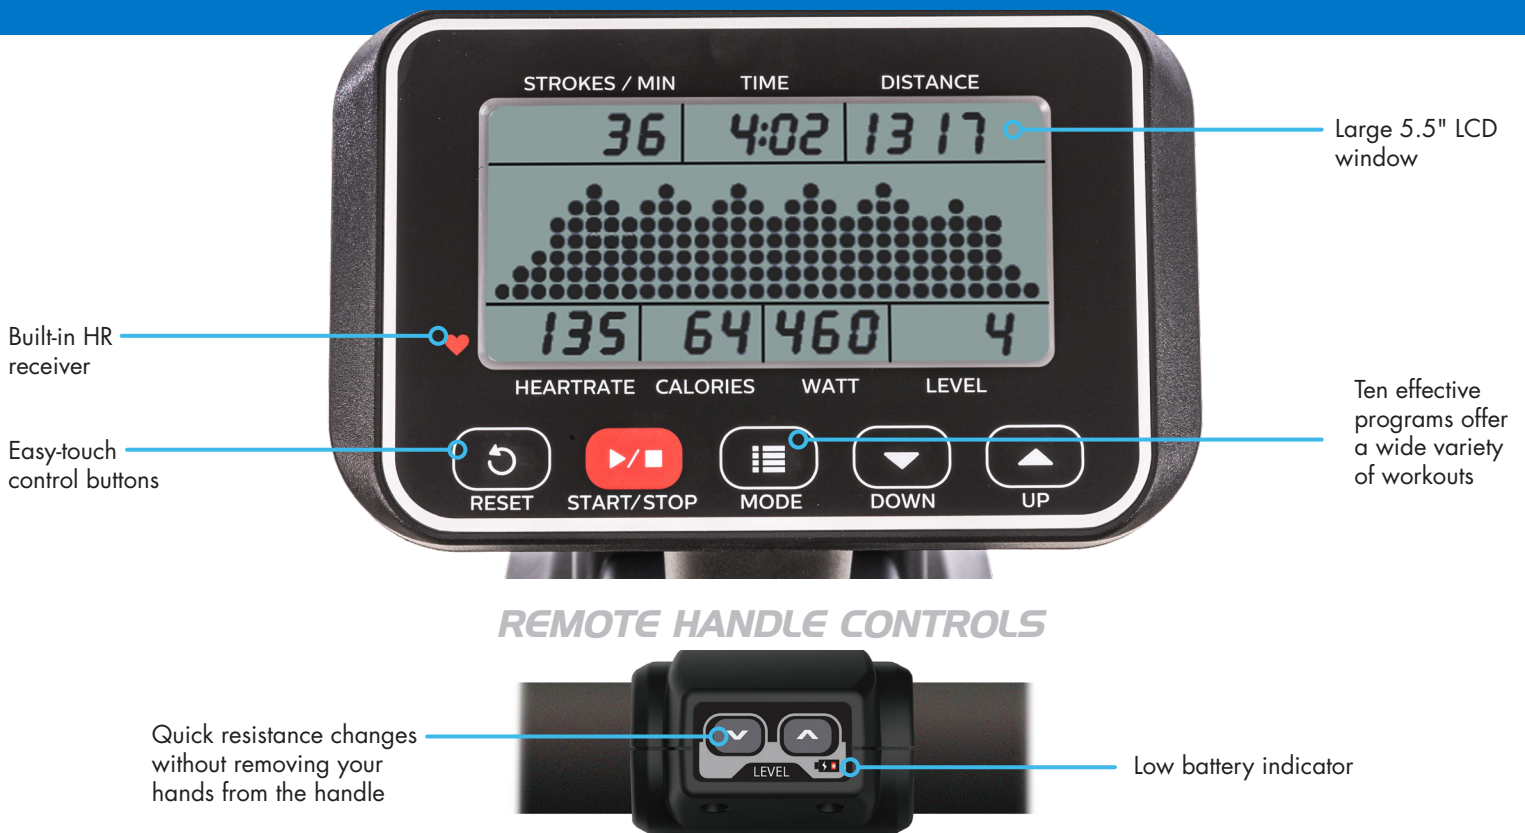 STROKES / MIN TIME DISTANCE
36 4:02 1317
Large 5.5" LCD
window
135 64 460 4
Built-in HR
receiver
HEARTRATE CALORIES WATT LEVEL
Ten effective
programs offer
a wide variety
of workouts
Easy-touch
control buttons
RESET START/STOP MODE DOWN UP
REMOTE HANDLE CONTROLS
Quick resistance changes
without removing your
hands from the handle
LEVEL
Low battery indicator